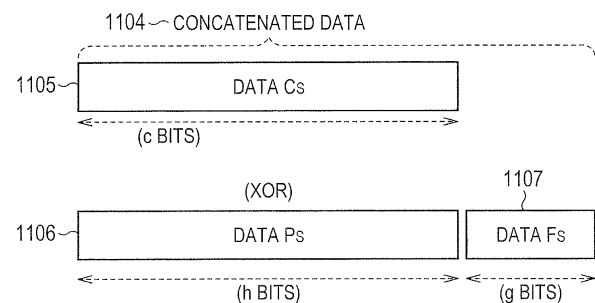 1104 CONCATENATED DATA
1105 DATA Cs
(c BITS)
(XOR)
1107
1106 DATA Ps DATA Fs
(h BITS) (g BITS)